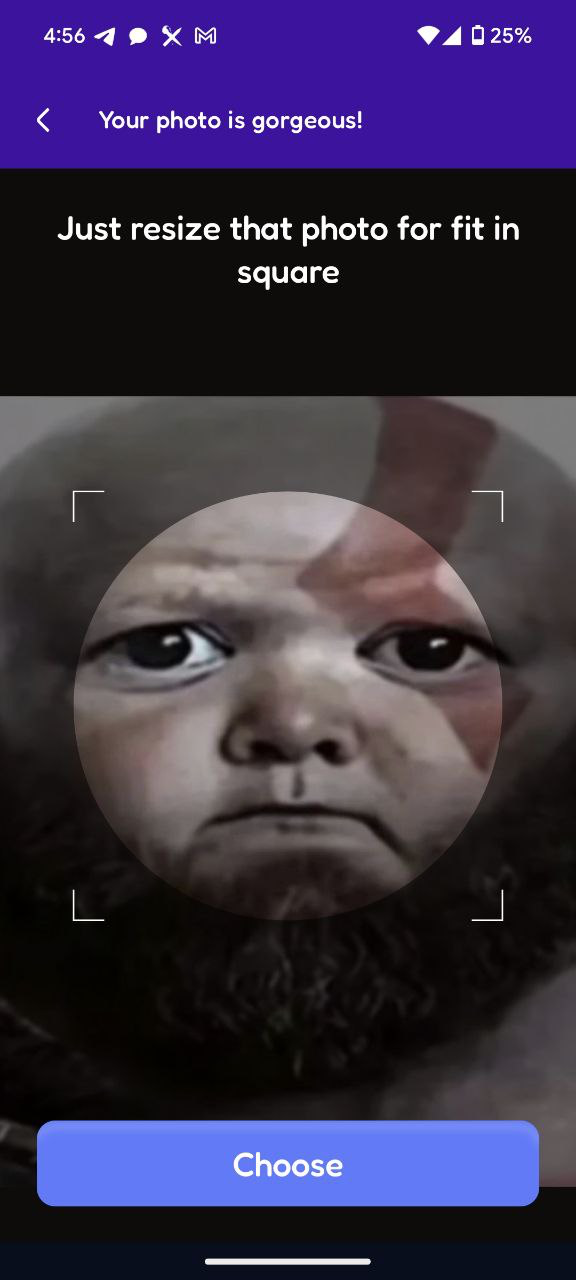 4:56 25%
Your photo is gorgeous!
Just resize that photo for fit in
square
Choose